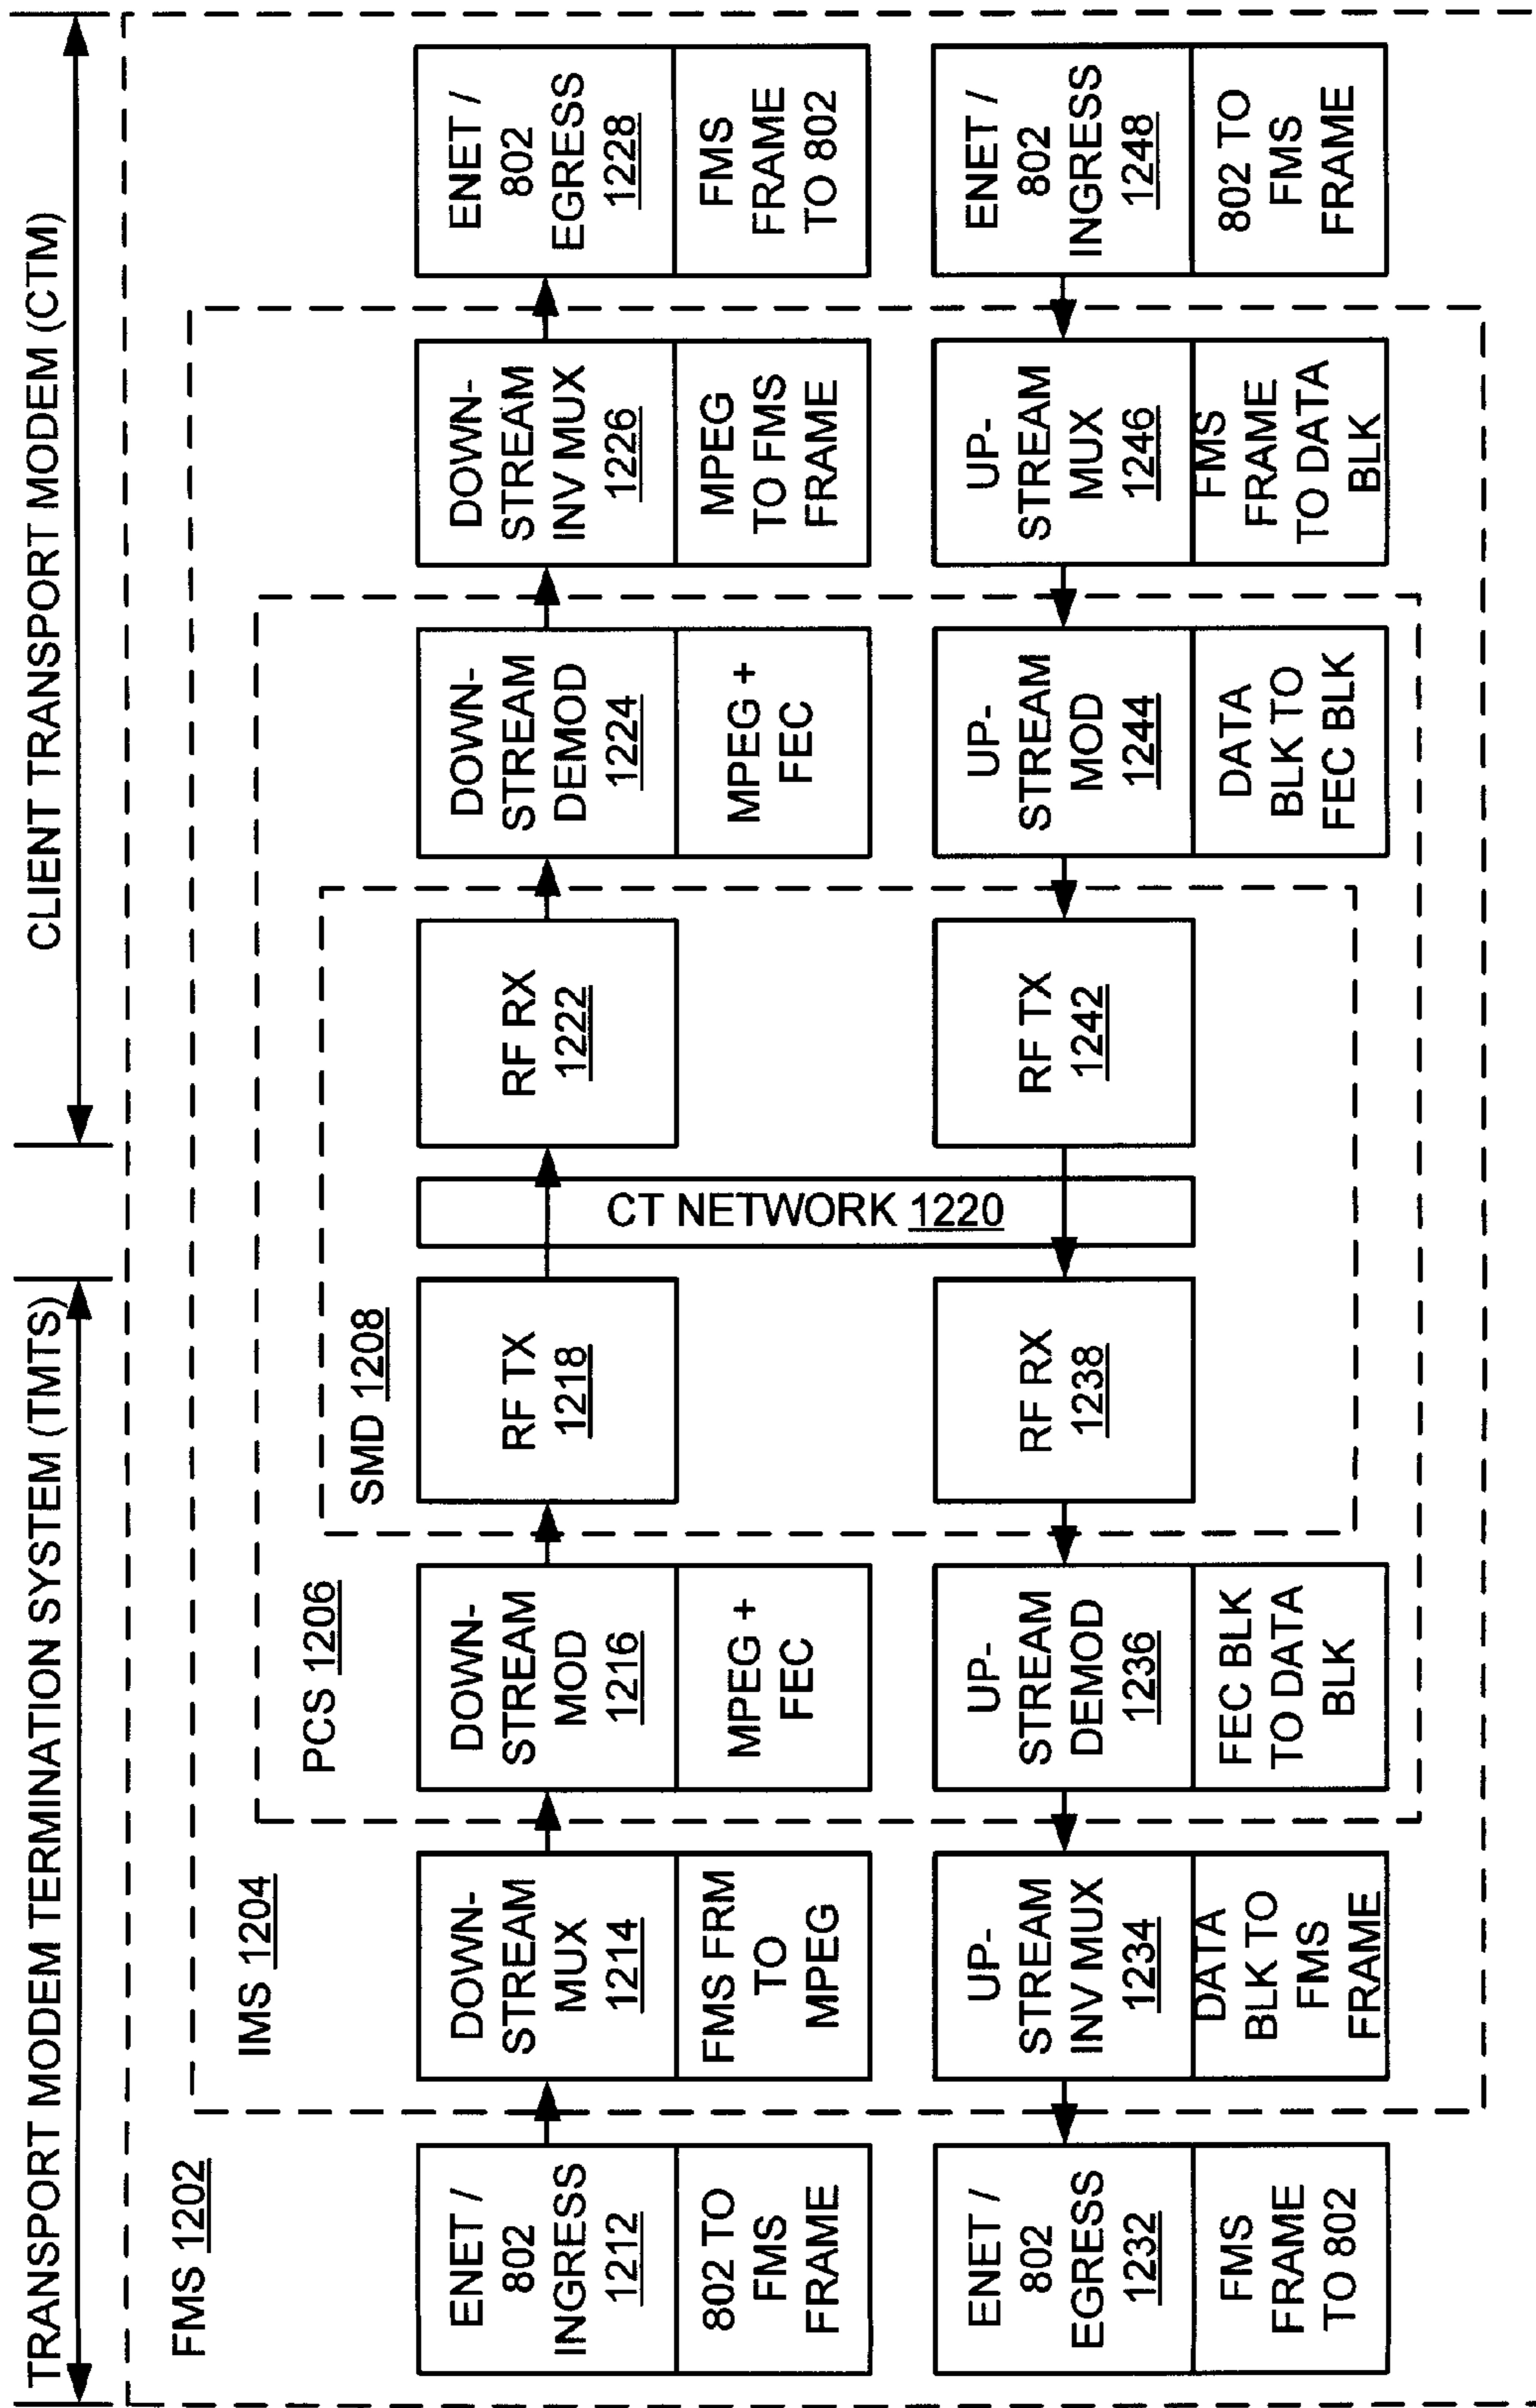 TRANSPORT MODEM TERMINATION SYSTEM (TMTS)
CLIENT TRANSPORT MODEM (CTM)
FMS 1202
IMS 1204
PCS 1206
SMD 1208
ENET /
802
INGRESS
1212
802 TO
FMS
FRAME
DOWN-
STREAM
MUX
1214
FMS FRM
TO
MPEG
DOWN-
STREAM
MOD
1216
MPEG +
FEC
RF TX
1218
CT NETWORK 1220
RF RX
1222
DOWN-
STREAM
DEMOD
1224
MPEG +
FEC
DOWN-
STREAM
INV MUX
1226
MPEG
TO FMS
FRAME
ENET /
802
EGRESS
1228
FMS
FRAME
TO 802
ENET /
802
EGRESS
1232
FMS
FRAME
TO 802
UP-
STREAM
INV MUX
1234
DATA
BLK TO
FMS
FRAME
UP-
STREAM
DEMOD
1236
FEC BLK
TO DATA
BLK
RF RX
1238
RF TX
1242
UP-
STREAM
MOD
1244
DATA
BLK TO
FEC BLK
UP-
STREAM
MUX
1246
FMS
FRAME
TO DATA
BLK
ENET /
802
INGRESS
1248
802 TO
FMS
FRAME